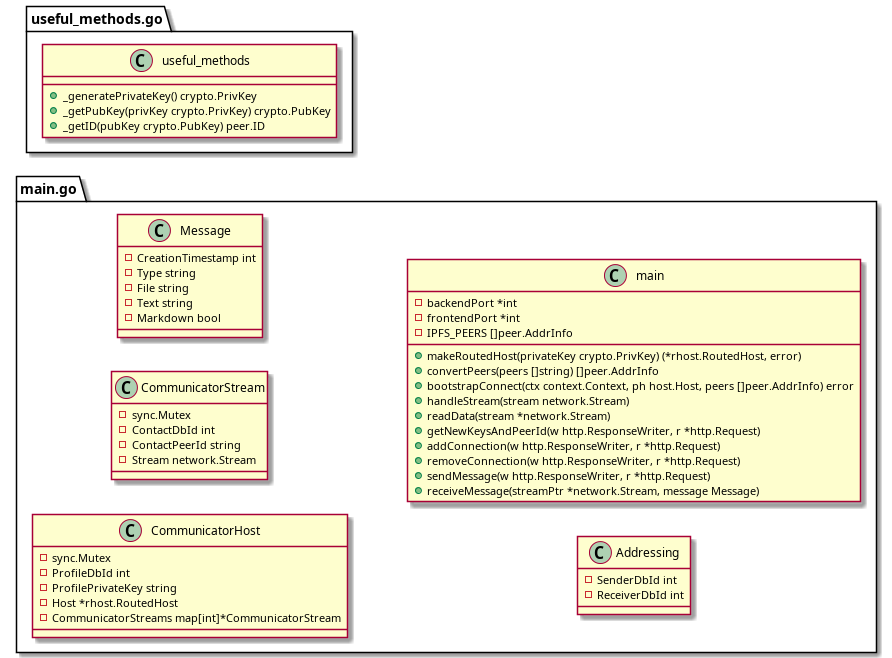 useful_methods.go
C useful_methods
_generatePrivateKey() crypto.PrivKey
_getPubKey(privKey crypto.PrivKey) crypto.PubKey
_getID(pubKey crypto.PubKey) peer.ID
main.go
C Message
CreationTimestamp int
Type string
File string
Text string
Markdown bool
C CommunicatorStream
sync.Mutex
ContactDbId int
ContactPeerId string
Stream network.Stream
C CommunicatorHost
sync.Mutex
ProfileDbId int
ProfilePrivateKey string
Host *rhost.RoutedHost
CommunicatorStreams map[int]*CommunicatorStream
C main
backendPort *int
frontendPort *int
IPFS_PEERS []peer.AddrInfo
makeRoutedHost(privateKey crypto.PrivKey) (*rhost.RoutedHost, error)
convertPeers(peers []string) []peer.AddrInfo
bootstrapConnect(ctx context.Context, ph host.Host, peers []peer.AddrInfo) error
handleStream(stream network.Stream)
readData(stream *network.Stream)
getNewKeysAndPeerId(w http.ResponseWriter, r *http.Request)
addConnection(w http.ResponseWriter, r *http.Request)
removeConnection(w http.ResponseWriter, r *http.Request)
sendMessage(w http.ResponseWriter, r *http.Request)
receiveMessage(streamPtr *network.Stream, message Message)
C Addressing
SenderDbId int
ReceiverDbId int